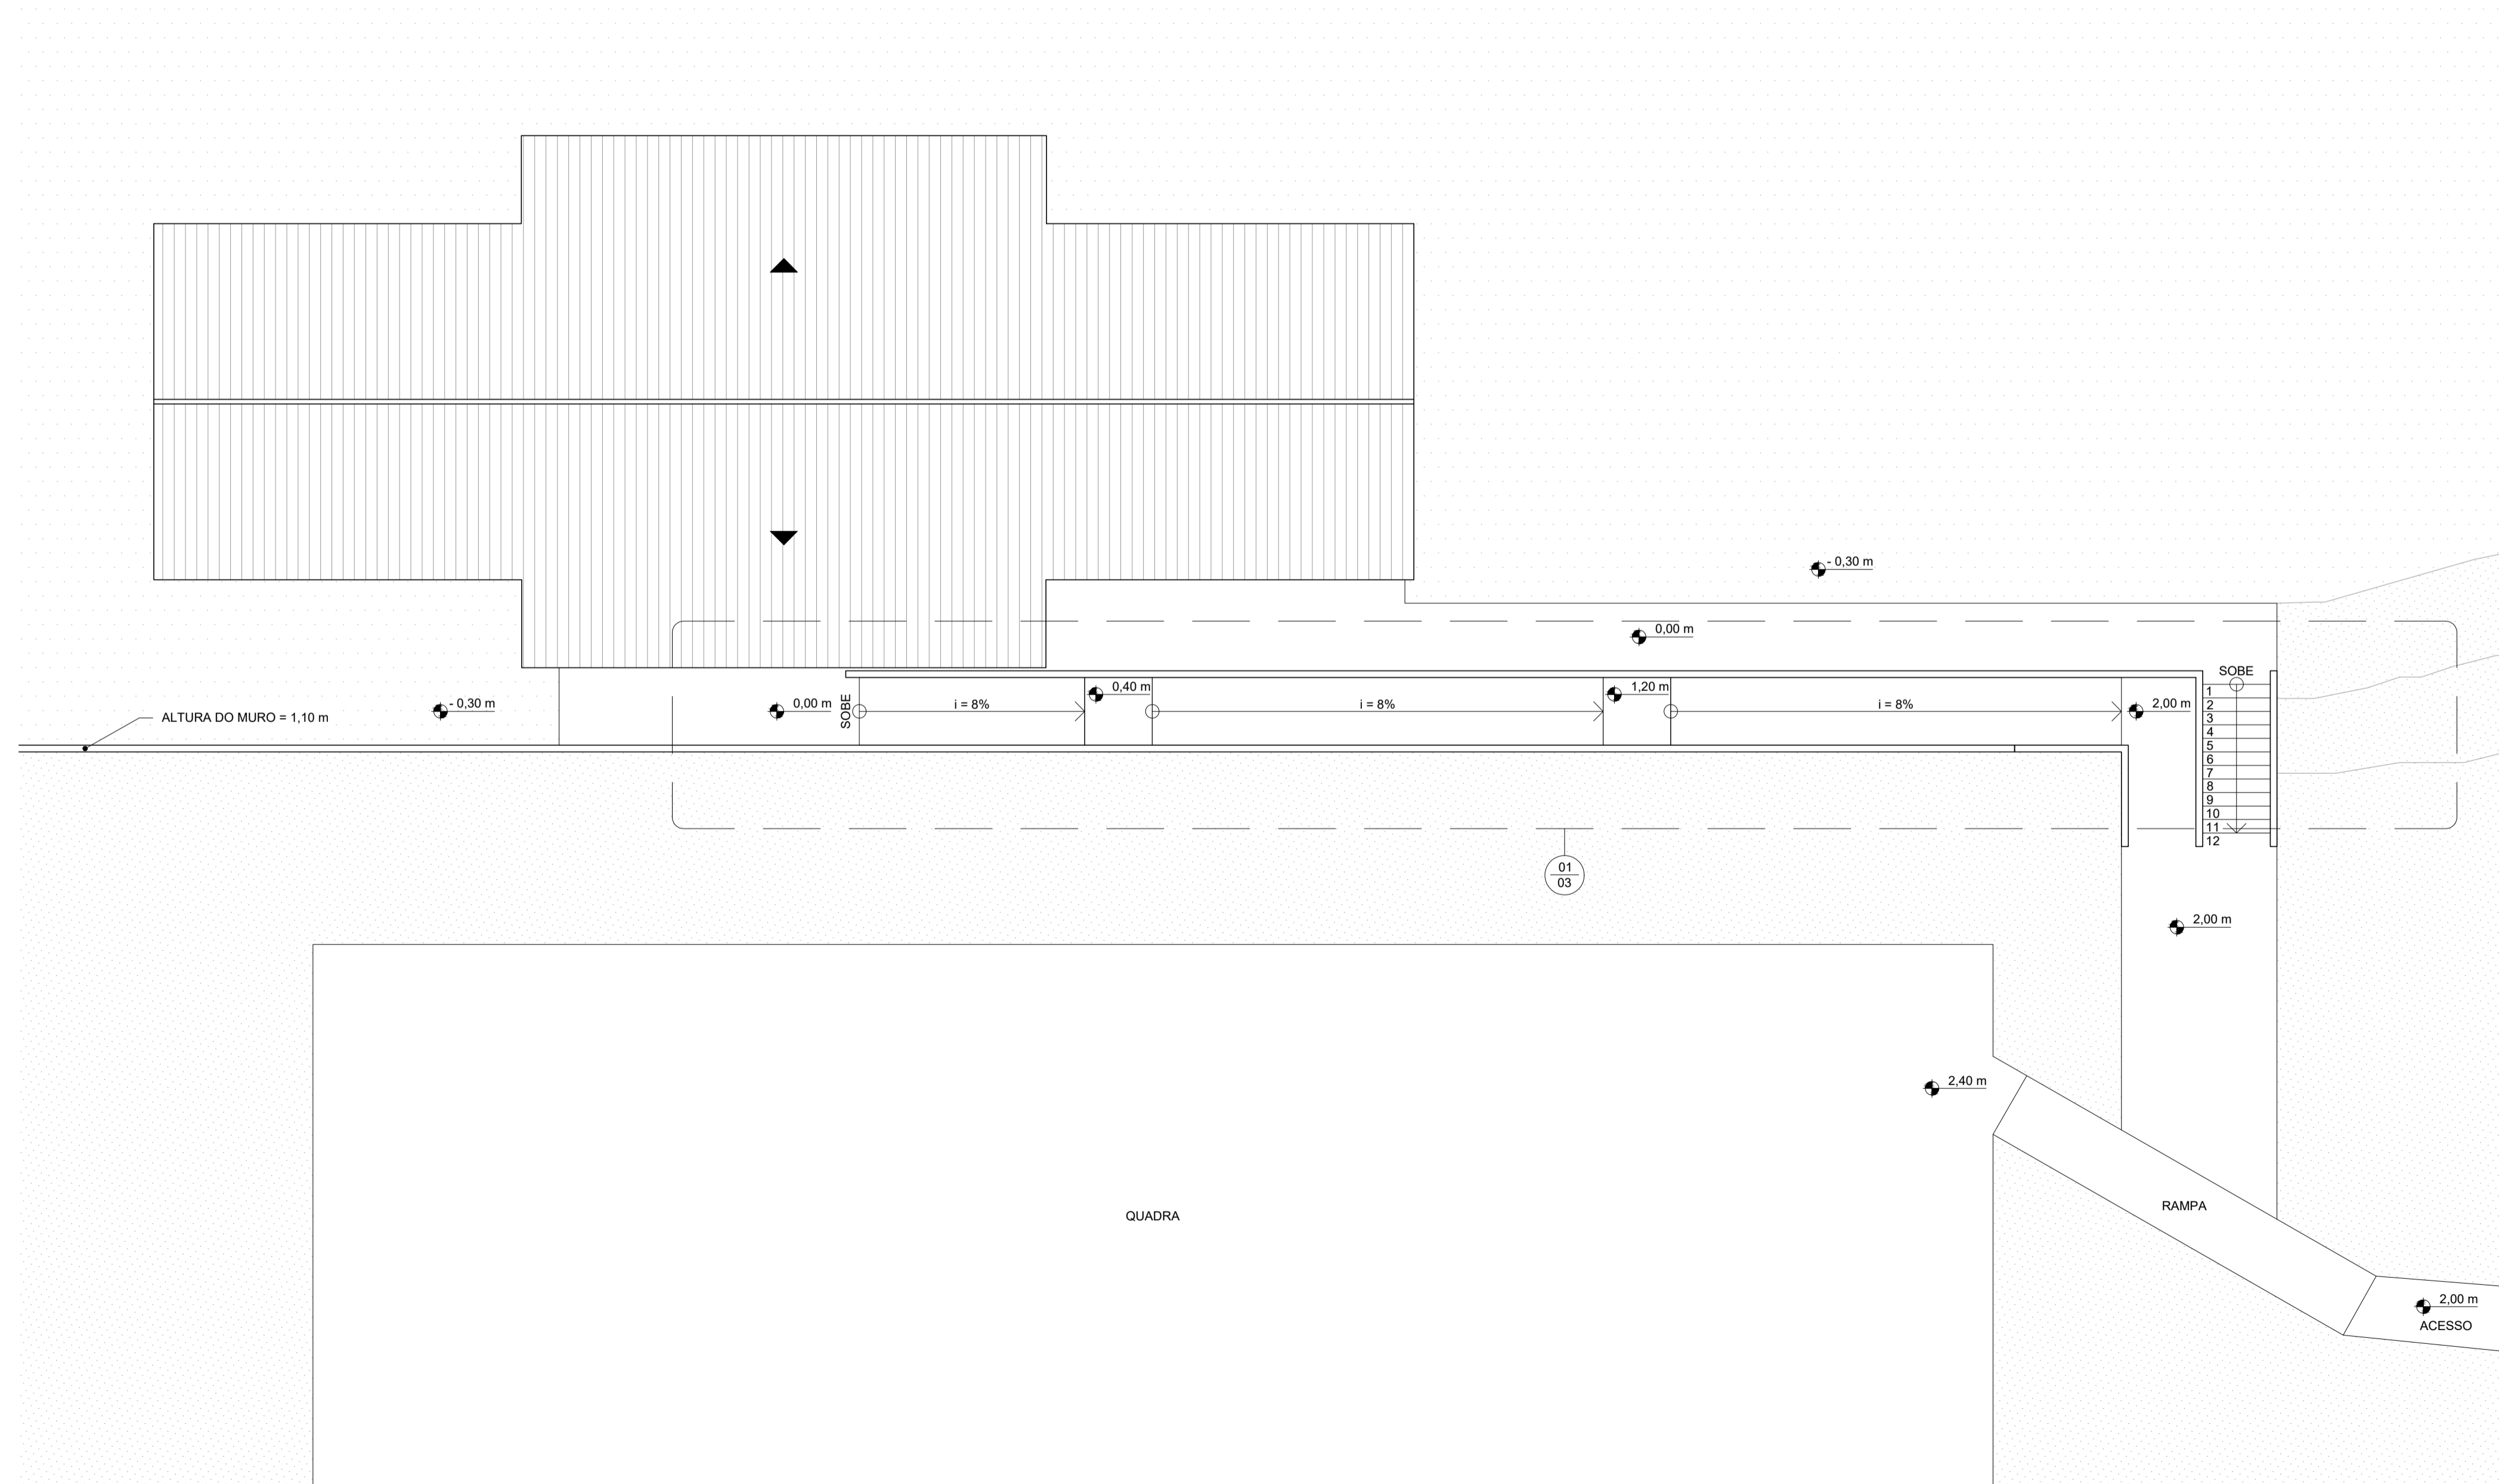 - 0,30 m
0,00 m
SOBE
0,40 m
1,20 m
- 0,30 m
0,00 m
SOBE
i = 8%
i = 8%
i = 8%
2,00 m
ALTURA DO MURO = 1,10 m
1
2
3
4
5
6
7
8
9
10
11
12
01
03
2,00 m
2,40 m
RAMPA
QUADRA
2,00 m
ACESSO